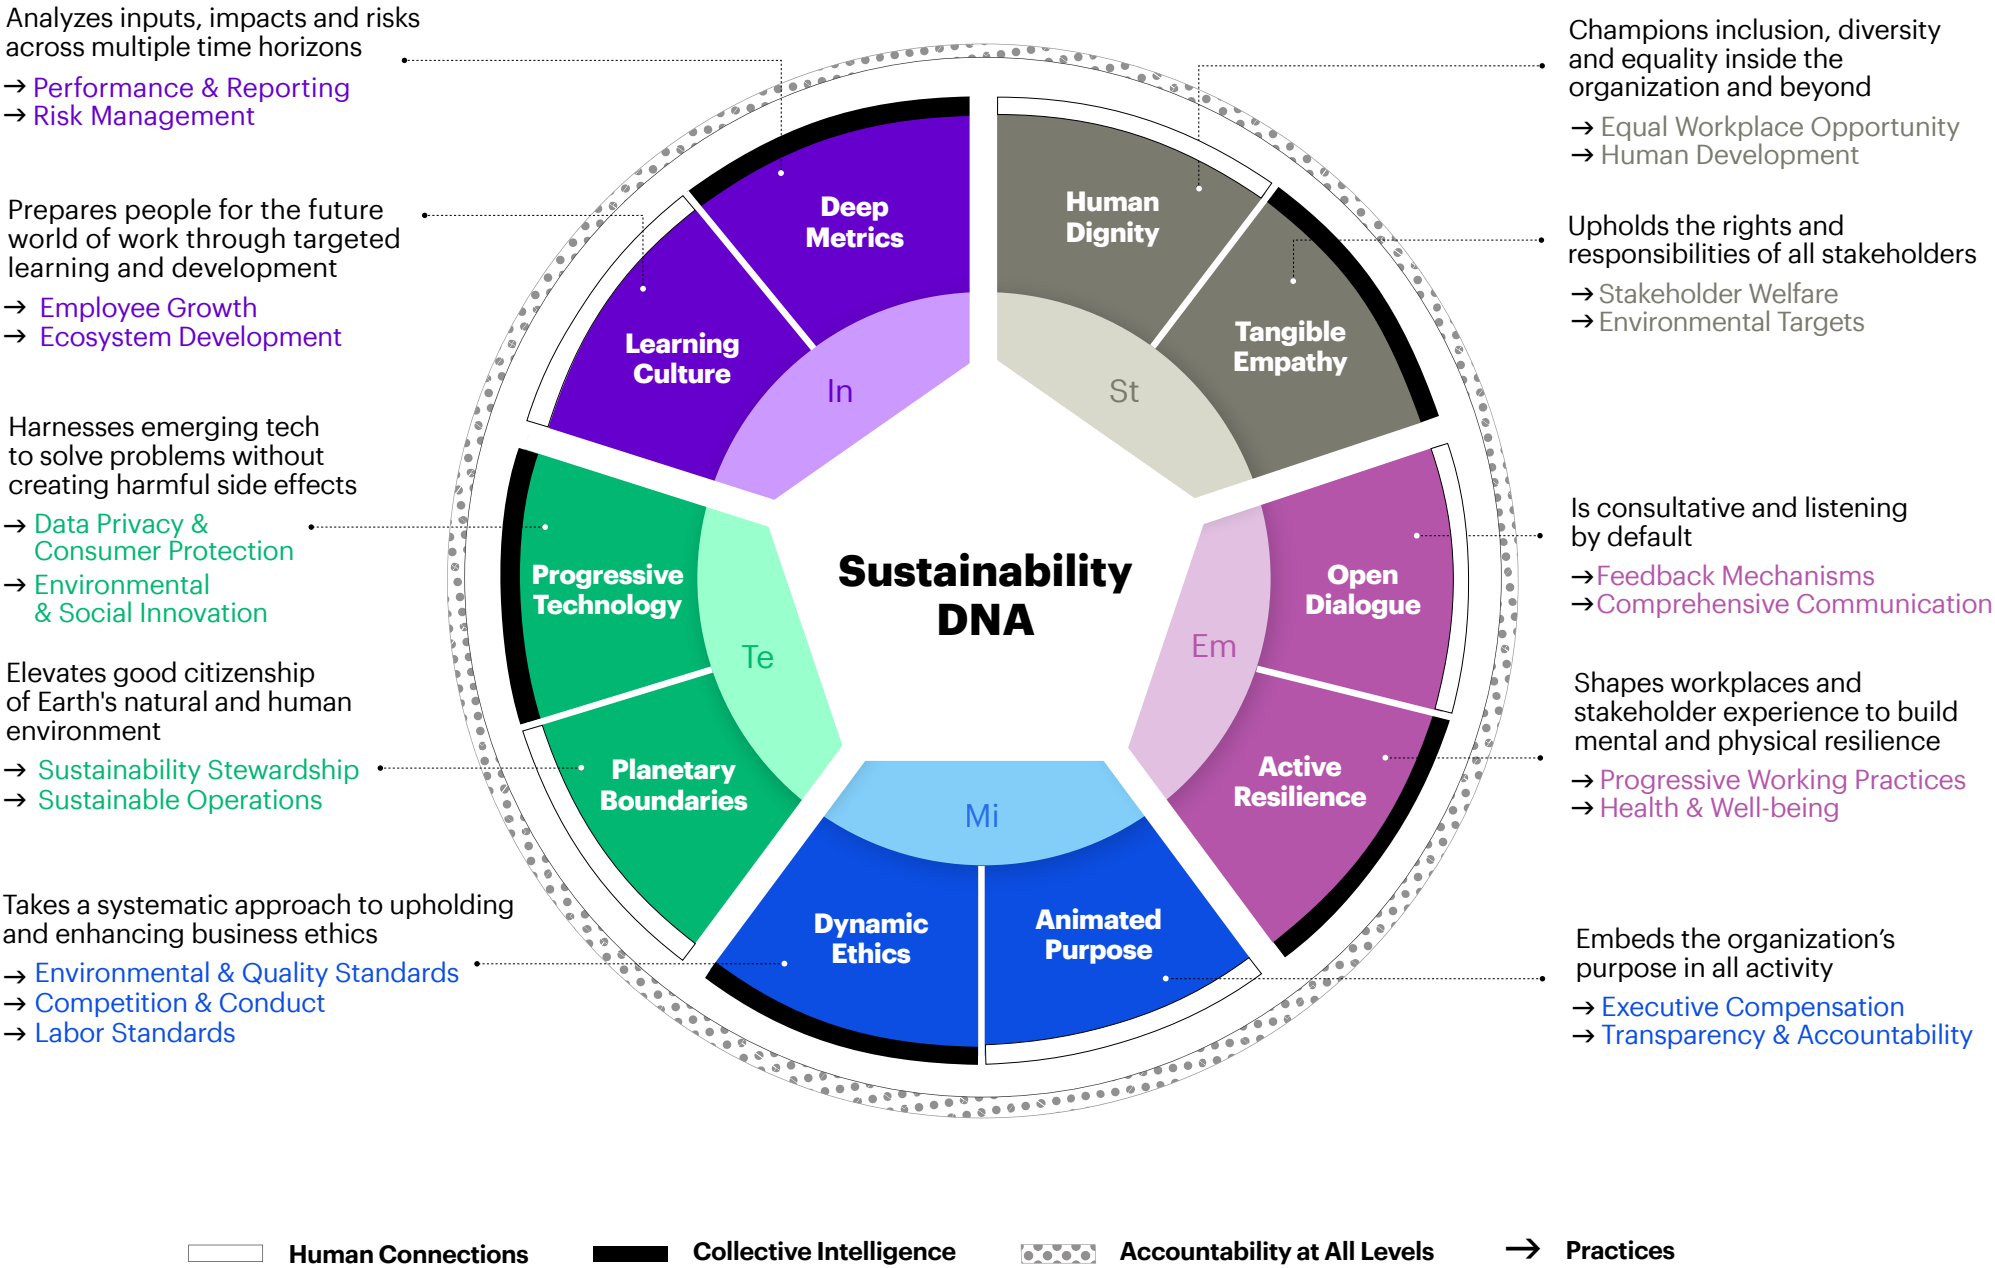 Analyzes inputs, impacts and risks
across multiple time horizons
→ Performance & Reporting
→ Risk Management
Prepares people for the future
world of work through targeted
learning and development
→ Employee Growth
→ Ecosystem Development
Harnesses emerging tech
to solve problems without
creating harmful side effects
→ Data Privacy &
Consumer Protection
→ Environmental
& Social Innovation
Elevates good citizenship
of Earth's natural and human
environment
→ Sustainability Stewardship
→ Sustainable Operations
Takes a systematic approach to upholding
and enhancing business ethics
→ Environmental & Quality Standards
→ Competition & Conduct
→ Labor Standards
Deep
Metrics
Learning
Culture
In
Human
Dignity
Tangible
Empathy
St
Progressive
Technology
Planetary
Boundaries
Te
Sustainability
DNA
Open
Dialogue
Active
Resilience
Em
Mi
Dynamic
Ethics
Animated
Purpose
Champions inclusion, diversity
and equality inside the
organization and beyond
→ Equal Workplace Opportunity
→ Human Development
Upholds the rights and
responsibilities of all stakeholders
→ Stakeholder Welfare
→ Environmental Targets
Is consultative and listening
by default
→ Feedback Mechanisms
→ Comprehensive Communication
Shapes workplaces and
stakeholder experience to build
mental and physical resilience
→ Progressive Working Practices
→ Health & Well-being
Embeds the organization’s
purpose in all activity
→ Executive Compensation
→ Transparency & Accountability
Human Connections
Collective Intelligence
Accountability at All Levels
→ Practices